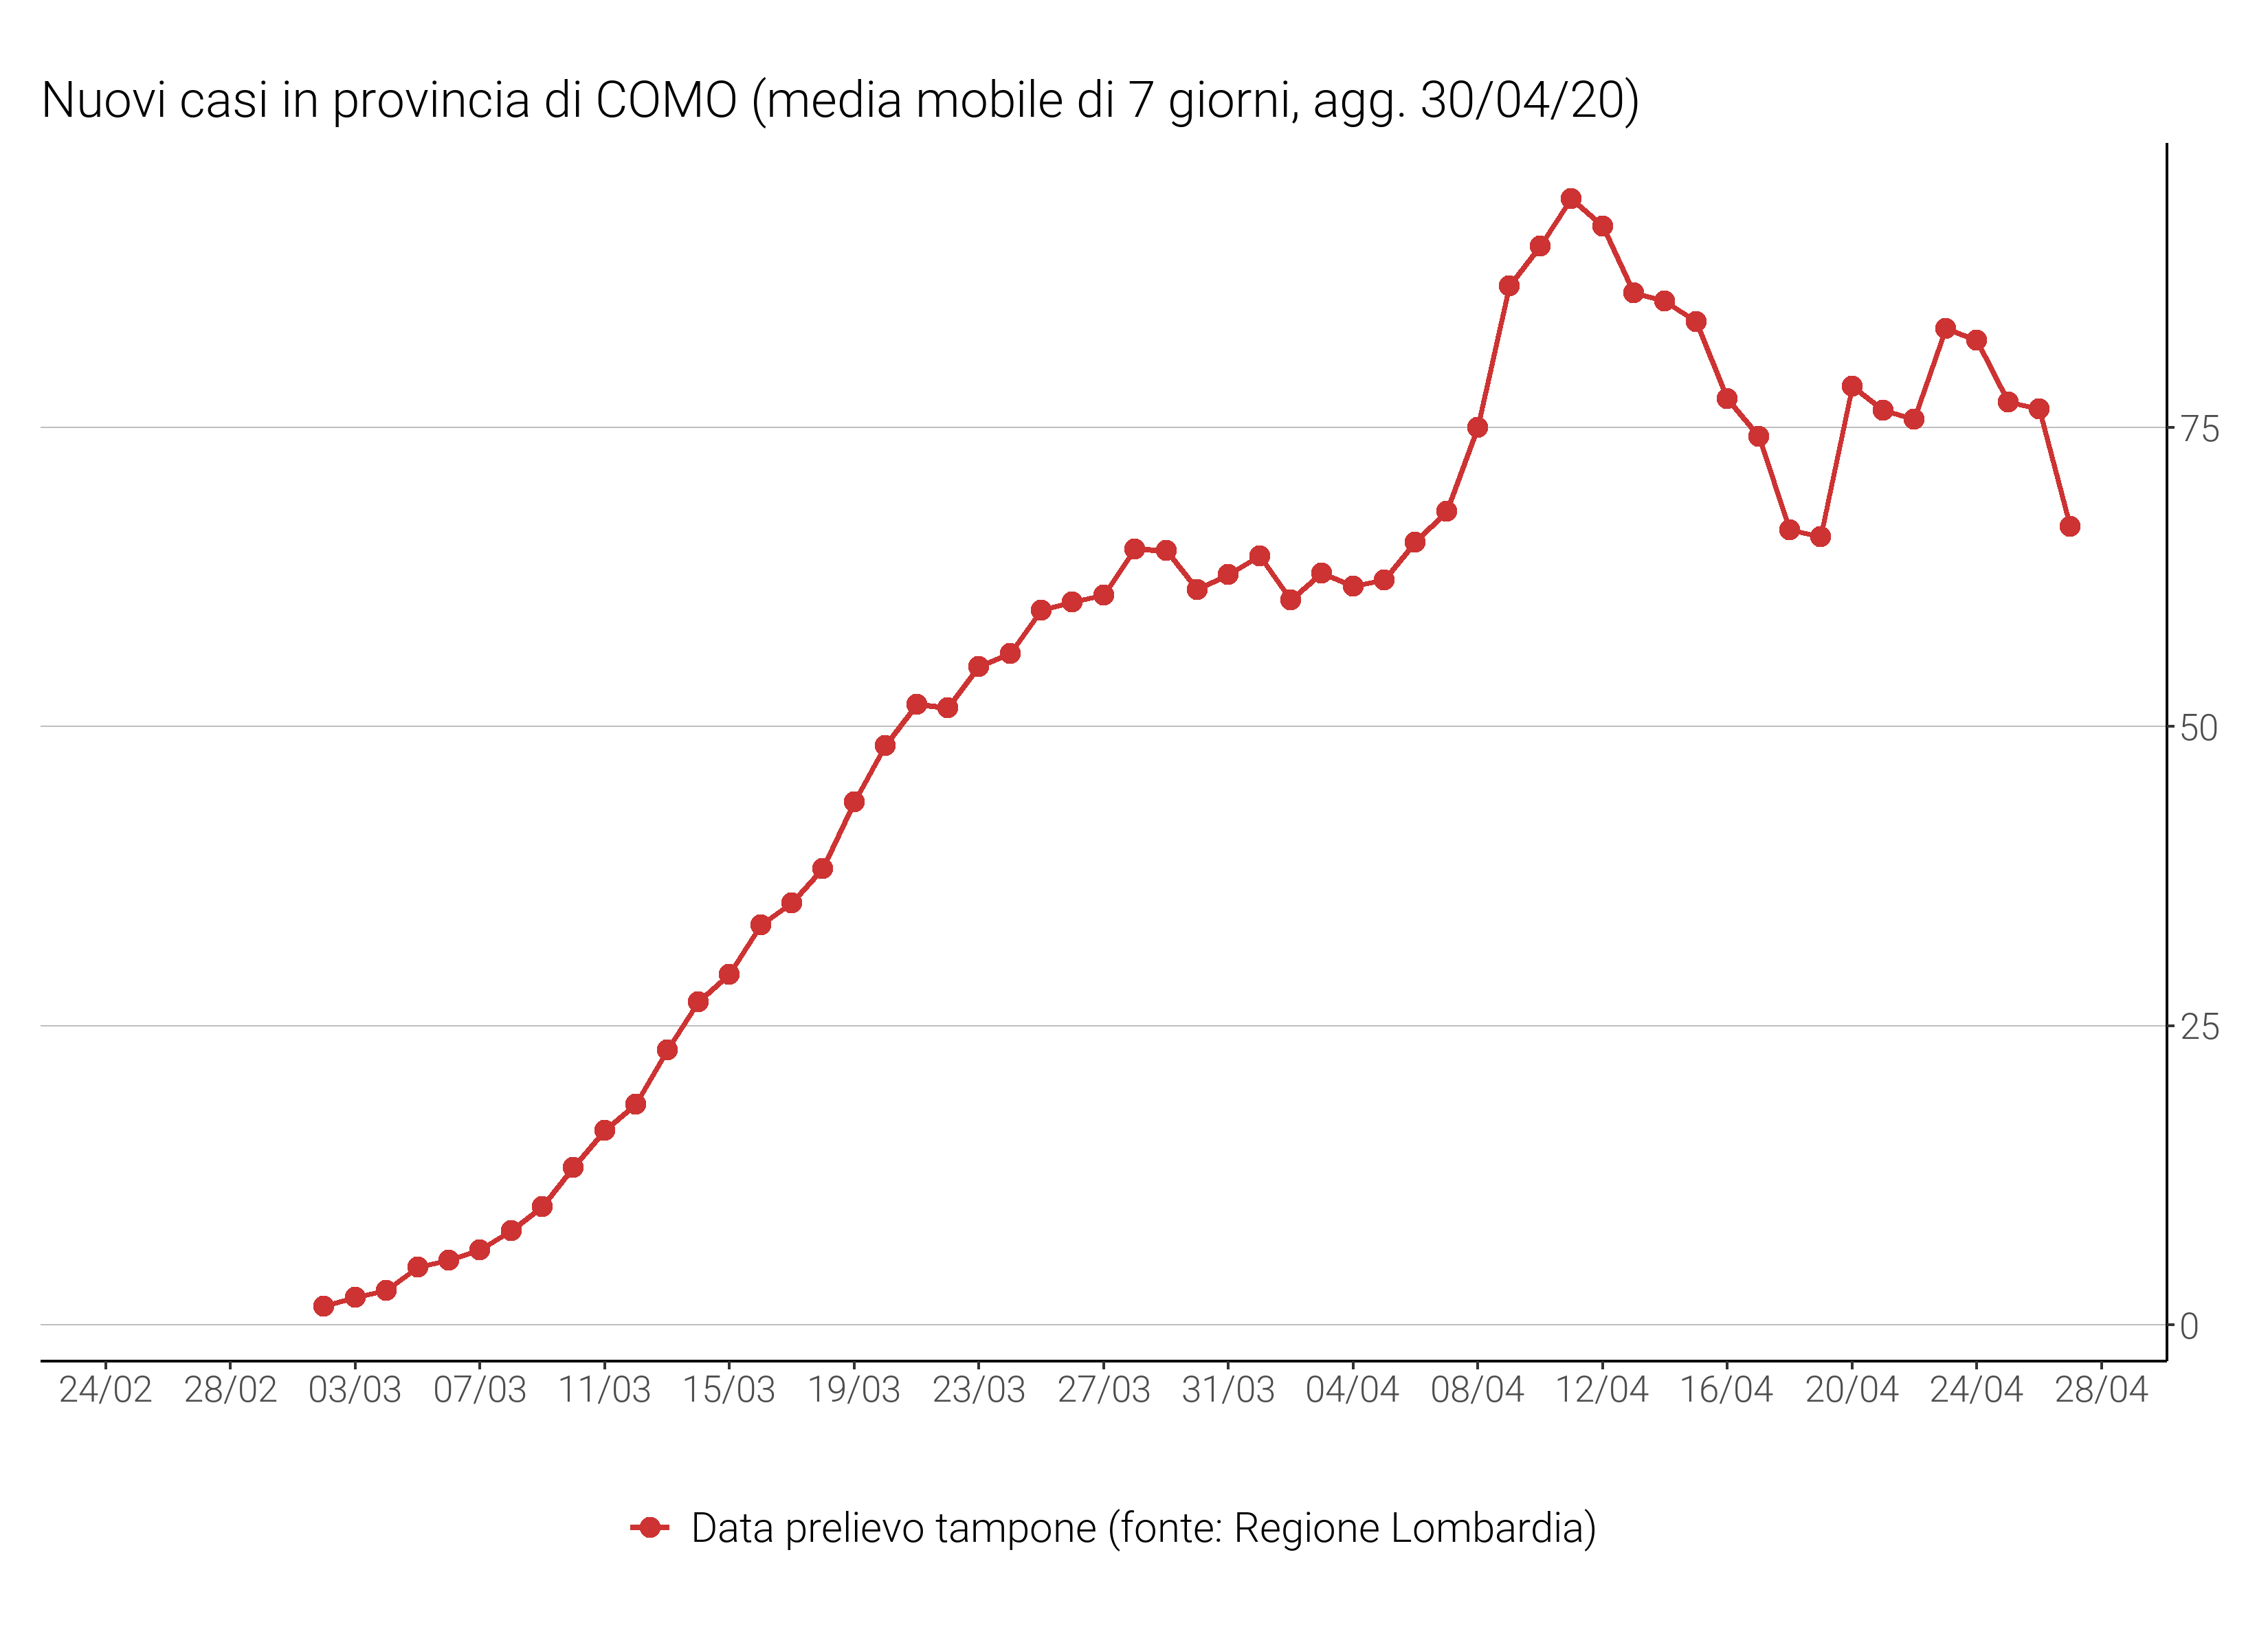 Nuovi casi in provincia di COMO (media mobile di 7 giorni, agg. 30/04/20)
75
50
25
0
24/02 28/02 03/03 07/03 11/03 15/03 19/03 23/03 27/03 31/03 04/04 08/04 12/04 16/04 20/04 24/04 28/04
Data prelievo tampone (fonte: Regione Lombardia)